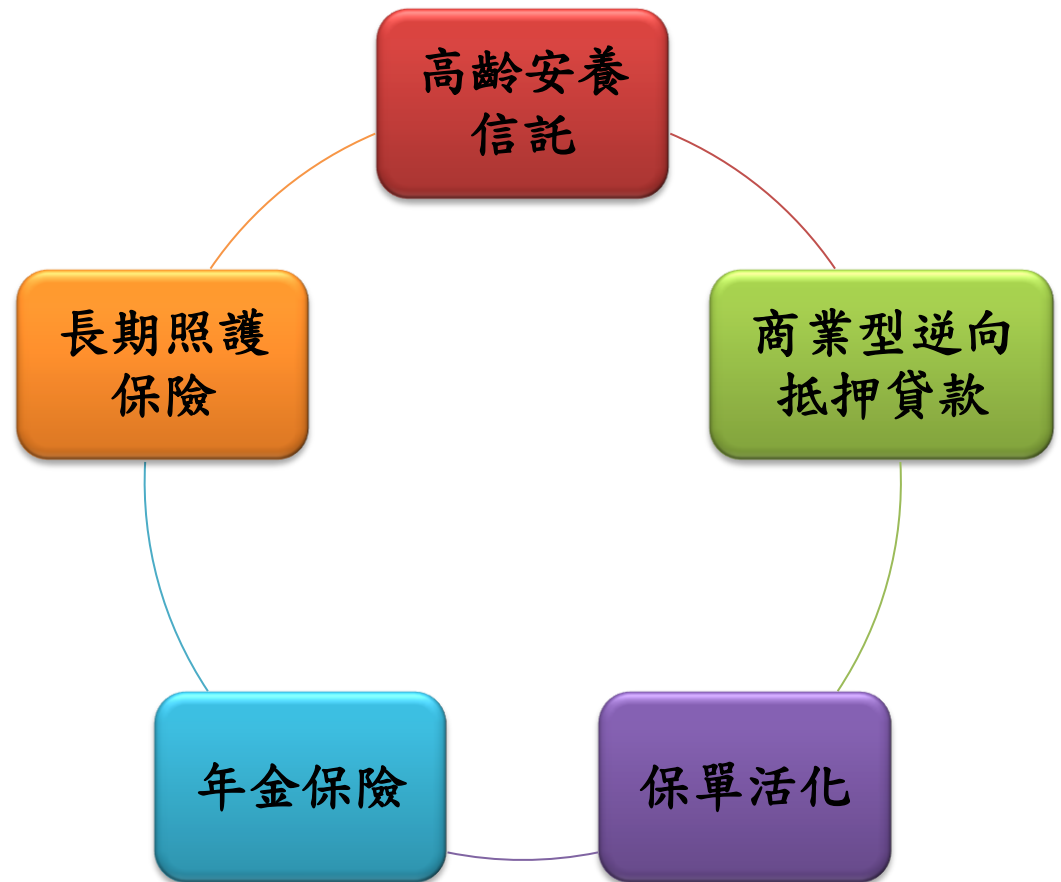 高齡安養
信託
商業型逆向
抵押貸款
保單活化
年金保險
長期照護
保險